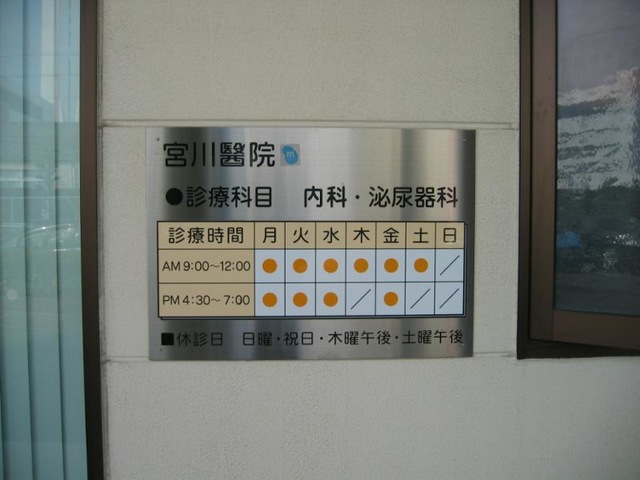 宮川醫院
●診療科目 内科・泌尿器科
診療時間 月 火 水 木 金 土 日
AM 9:00～12:00 ● ● ● ● ● ● ／
PM 4:30～7:00 ● ● ● ／ ● ／ ／
■休診日 日曜・祝日・木曜午後・土曜午後